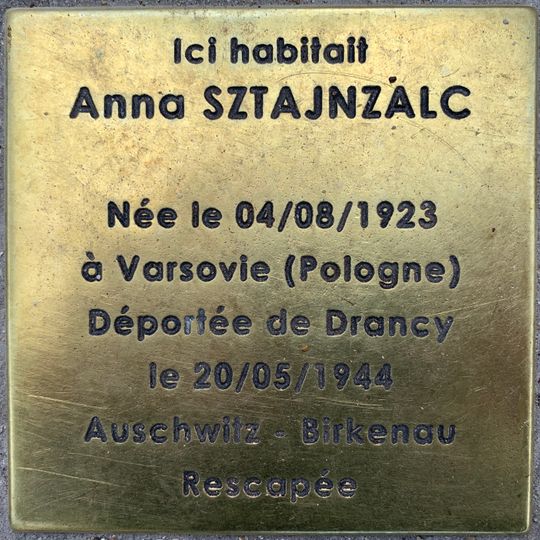 Ici habitait
Anna SZTAJNZALC
Née le 04/08/1923
à Varsovie (Pologne)
Déportée de Drancy
le 20/05/1944
Auschwitz - Birkenau
Rescapée